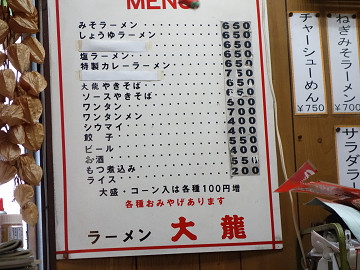 MENU
みそラーメン 650
しょうゆラーメン 650
650
塩ラーメン 650
特製カレーラーメン 750
大龍やきそば 650
ソースやきそば
ワンタン 500
ワンタンメン 700
シウマイ 400
餃子
ビール
お酒
もつ煮込み 550
ライス 200
大盛・コーン入は各種100円増
各種おみやげあります
ラーメン 大龍
ねぎみそラーメン
¥700
チャーシューめん
¥750
サラダラ